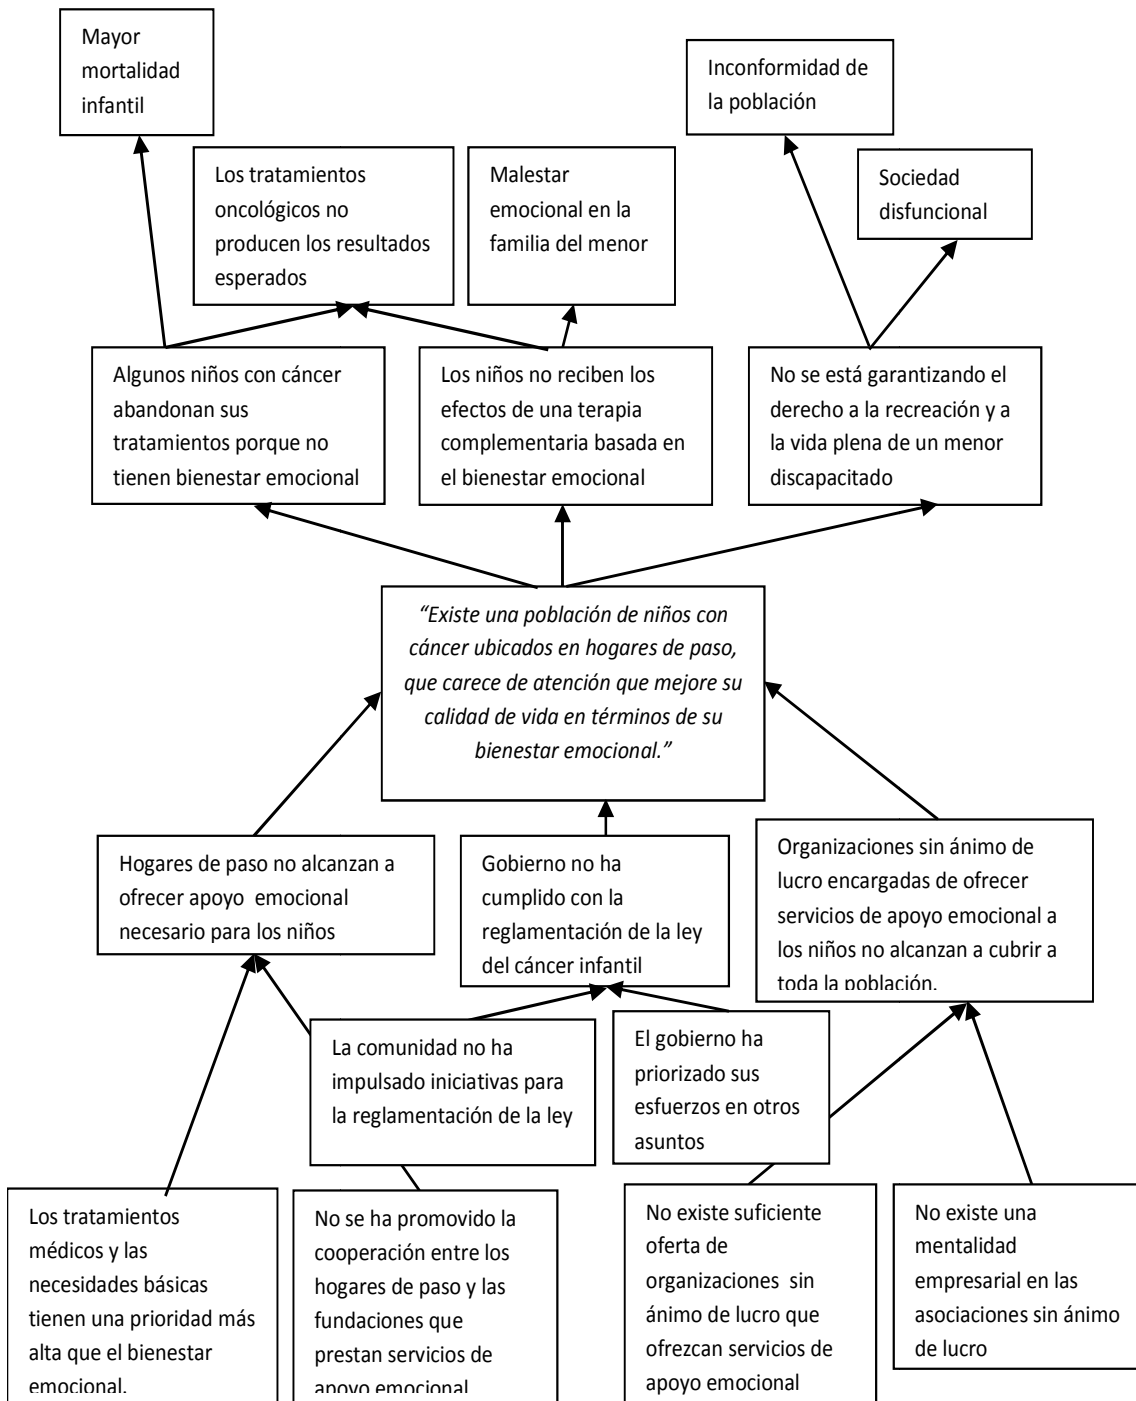 Mayor
mortalidad
infantil
Inconformidad de
la población
Los tratamientos
oncológicos no
producen los resultados
esperados
Malestar
emocional en la
familia del menor
Sociedad
disfuncional
Algunos niños con cáncer
abandonan sus
tratamientos porque no
tienen bienestar emocional
Los niños no reciben los
efectos de una terapia
complementaria basada en
el bienestar emocional
No se está garantizando el
derecho a la recreación y a
la vida plena de un menor
discapacitado
“Existe una población de niños con
cáncer ubicados en hogares de paso,
que carece de atención que mejore su
calidad de vida en términos de su
bienestar emocional.”
Hogares de paso no alcanzan a
ofrecer apoyo  emocional
necesario para los niños
Gobierno no ha
cumplido con la
reglamentación de la ley
del cáncer infantil
Organizaciones sin ánimo de
lucro encargadas de ofrecer
servicios de apoyo emocional a
los niños no alcanzan a cubrir a
toda la población.
La comunidad no ha
impulsado iniciativas para
la reglamentación de la ley
El gobierno ha
priorizado sus
esfuerzos en otros
asuntos
Los tratamientos
médicos y las
necesidades básicas
tienen una prioridad más
alta que el bienestar
emocional.
No se ha promovido la
cooperación entre los
hogares de paso y las
fundaciones que
prestan servicios de
apoyo emocional
No existe suficiente
oferta de
organizaciones  sin
ánimo de lucro que
ofrezcan servicios de
apoyo emocional
No existe una
mentalidad
empresarial en las
asociaciones sin ánimo
de lucro